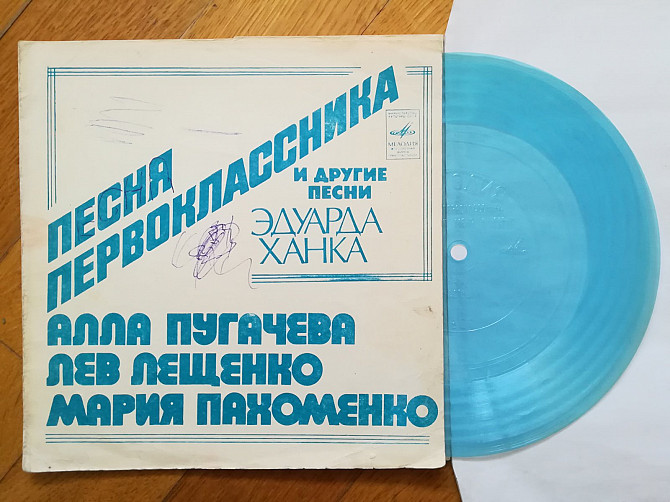 ПЕСНЯ
ПЕРВОКЛАССНИКА
И ДРУГИЕ
ПЕСНИ
ЭДУАРДА
ХАНКА
МЕЛОДИЯ
АЛЛА ПУГАЧЕВА
ЛЕВ ЛЕЩЕНКО
МАРИЯ ПАХОМЕНКО